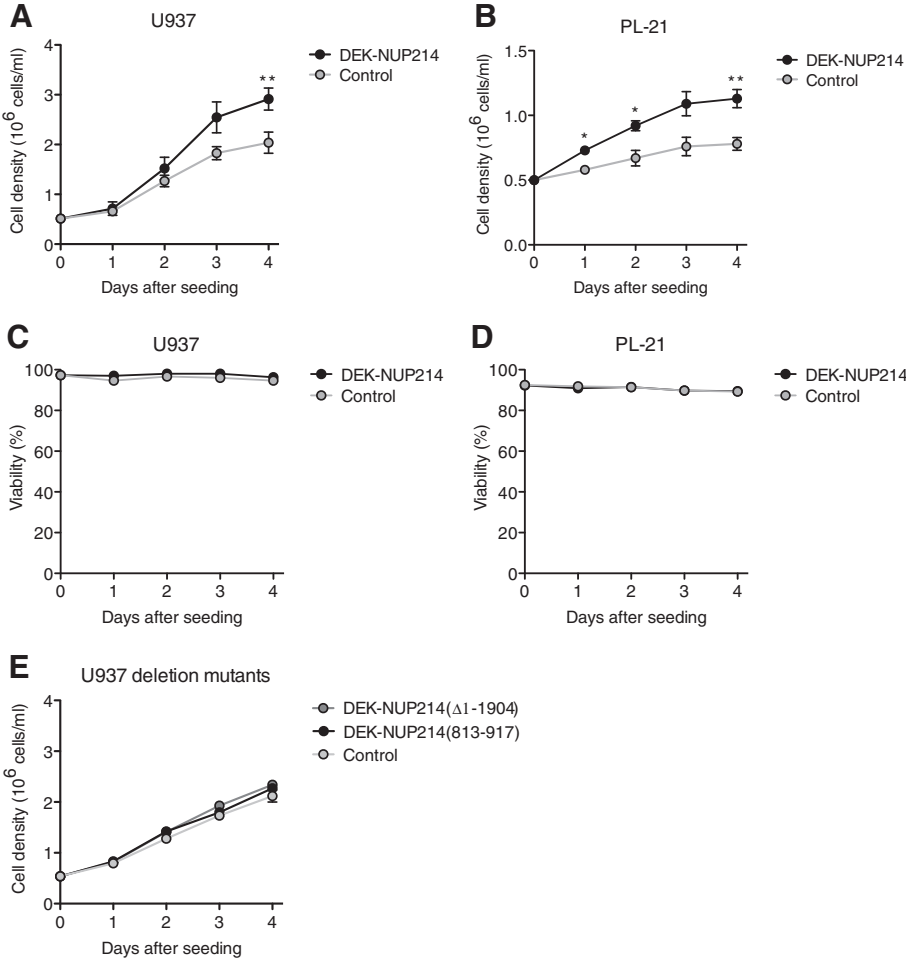 A
U937
4
3
2
1
0
Cell density (10^6 cells/ml)
**
0 1 2 3 4
Days after seeding
DEK-NUP214
Control
B
PL-21
1.5
1.0
0.5
0.0
Cell density (10^6 cells/ml)
* * **
0 1 2 3 4
Days after seeding
DEK-NUP214
Control
C
U937
100
80
60
40
20
0
Viability (%)
0 1 2 3 4
Days after seeding
DEK-NUP214
Control
D
PL-21
100
80
60
40
20
0
Viability (%)
0 1 2 3 4
Days after seeding
DEK-NUP214
Control
E
U937 deletion mutants
4
3
2
1
0
Cell density (10^6 cells/ml)
0 1 2 3 4
Days after seeding
DEK-NUP214(Δ1-1904)
DEK-NUP214(813-917)
Control